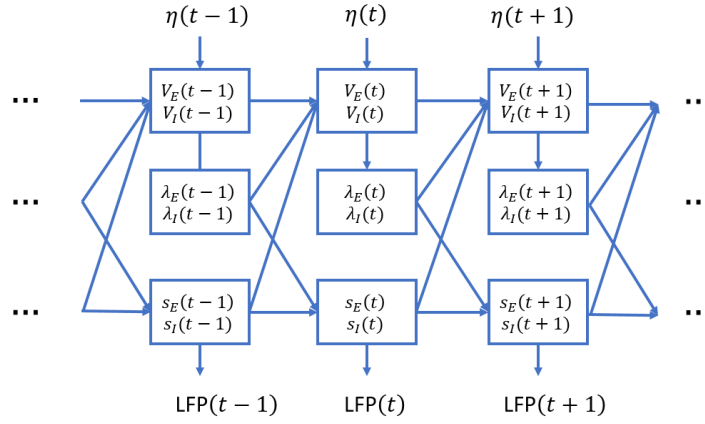 η(t − 1) η(t) η(t + 1)
... V_E(t − 1) V_E(t) V_E(t + 1) ..
V_I(t − 1) V_I(t) V_I(t + 1)
... λ_E(t − 1) λ_E(t) λ_E(t + 1) ..
λ_I(t − 1) λ_I(t) λ_I(t + 1)
... s_E(t − 1) s_E(t) s_E(t + 1) ..
s_I(t − 1) s_I(t) s_I(t + 1)
LFP(t − 1) LFP(t) LFP(t + 1)